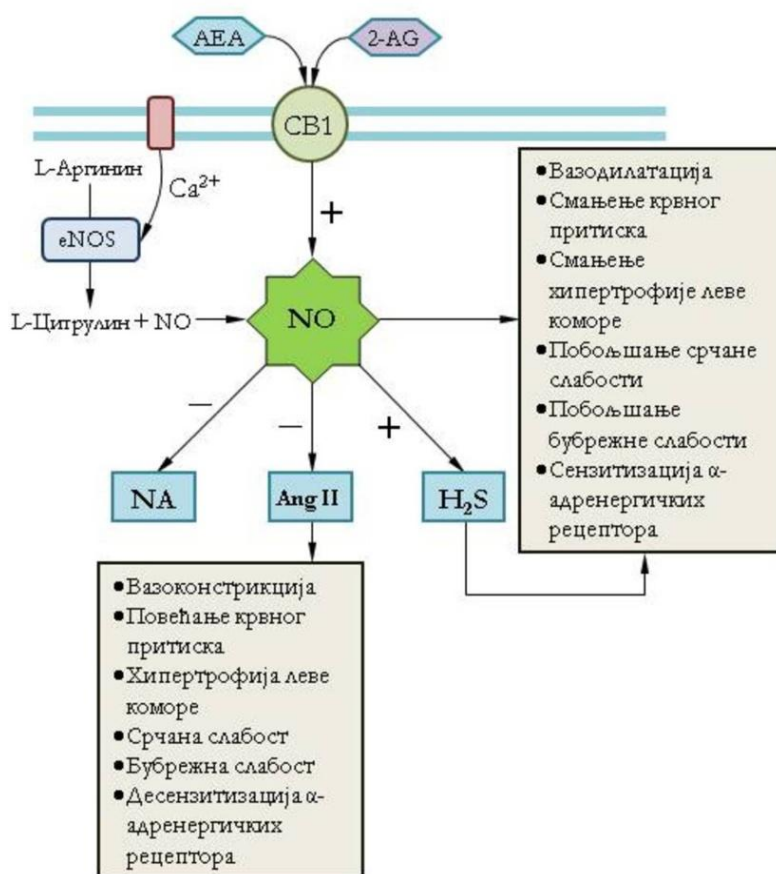 AEA
2-AG
CB1
L-Аргинин
Ca²⁺
+
eNOS
L-Цитрулин + NO
NO
–
–
+
NA
Ang II
H₂S
•Вазодилатација
•Смањење крвног
притиска
•Смањење
хипертрофије леве
коморе
•Побољшање срчане
слабости
•Побољшање
бубрежне слабости
•Сензитизација α-
адренергичких
рецептора
•Вазоконстрикција
•Повећање крвног
притиска
•Хипертрофија леве
коморе
•Срчана слабост
•Бубрежна слабост
•Десензитизација α-
адренергичких
рецептора